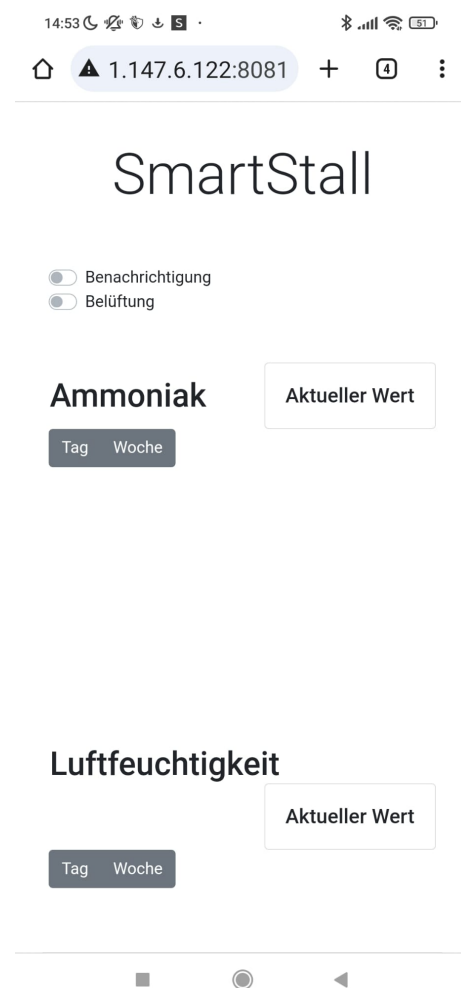 14:53 S 51
1.147.6.122:8081 4
SmartStall
Benachrichtigung
Belüftung
Ammoniak
Aktueller Wert
Tag Woche
Luftfeuchtigkeit
Aktueller Wert
Tag Woche